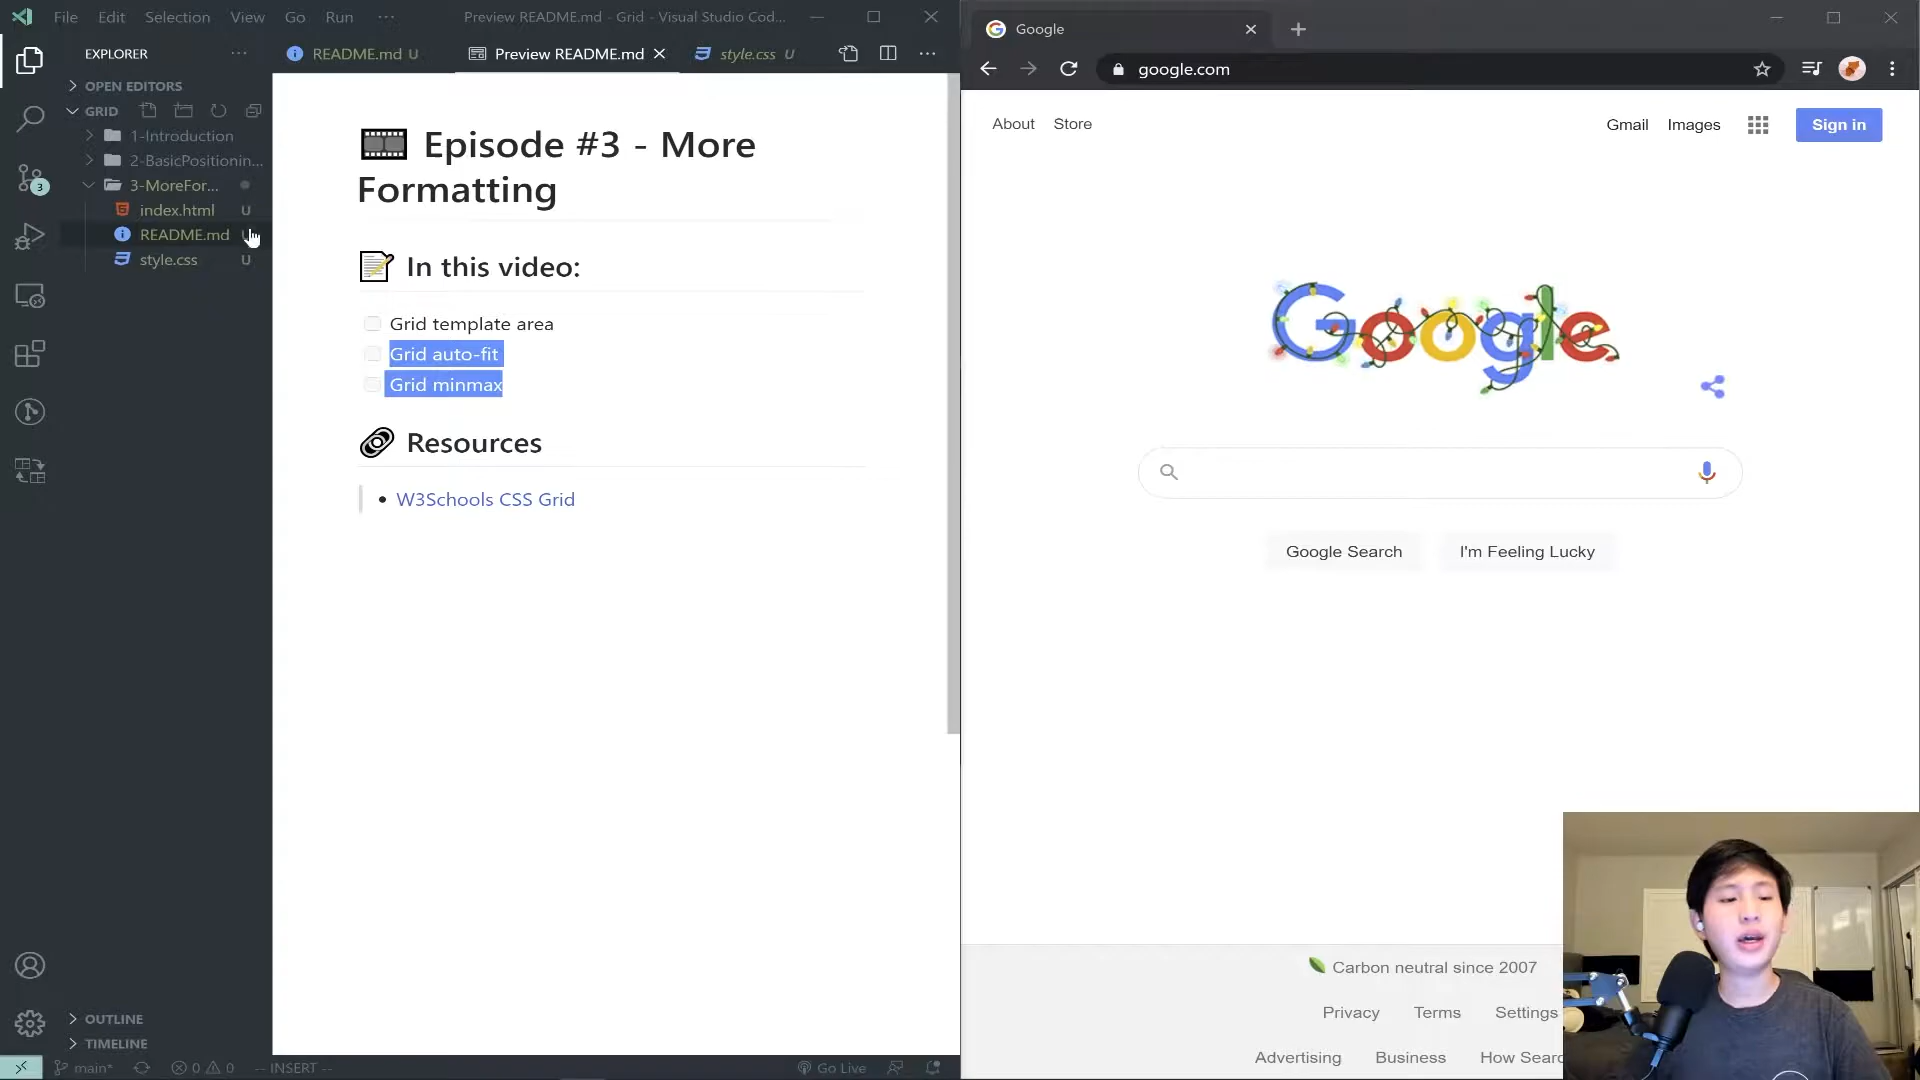 File Edit Selection View Go Run ··· Preview README.md - Grid - Visual Studio Cod...
EXPLORER ···
README.md U
Preview README.md
style.css U
OPEN EDITORS
GRID
1-Introduction
2-BasicPositionin...
3-MoreFor...
index.html U
README.md
style.css U
3
Episode #3 - More
Formatting
In this video:
Grid template area
Grid auto-fit
Grid minmax
Resources
• W3Schools CSS Grid
OUTLINE
TIMELINE
main* 0 0 -- INSERT -- Go Live
Google
google.com
About Store Gmail Images Sign in
Google
Google Search I'm Feeling Lucky
Carbon neutral since 2007
Privacy Terms Settings
Advertising Business How Searc